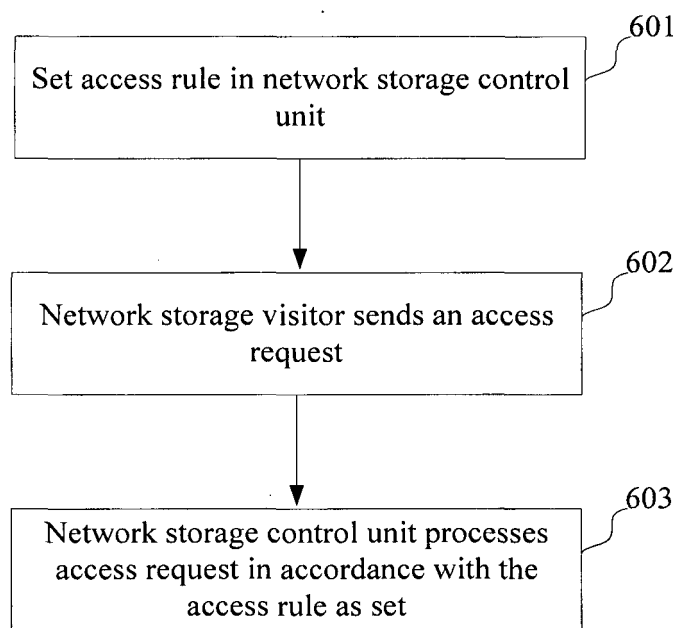 601
Set access rule in network storage control
unit
602
Network storage visitor sends an access
request
603
Network storage control unit processes
access request in accordance with the
access rule as set